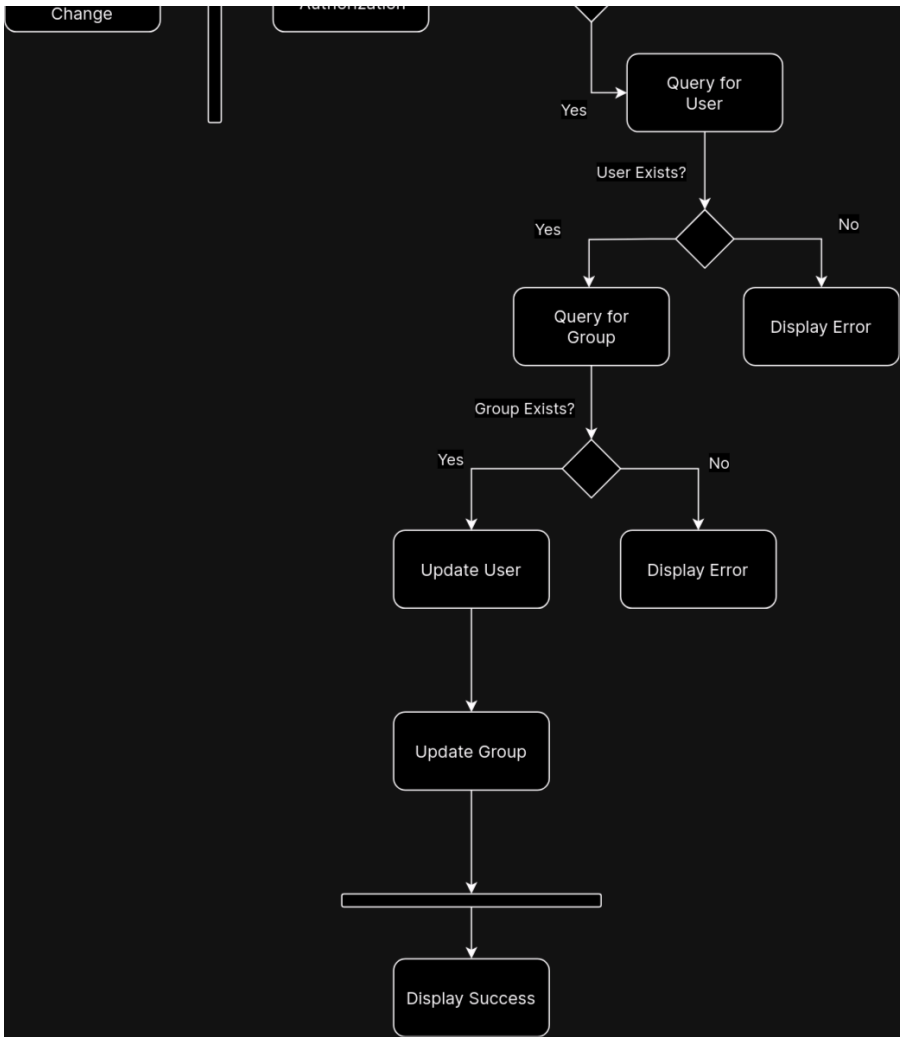 Change
Authorization
Query for
User
Yes
User Exists?
Yes
No
Query for
Group
Display Error
Group Exists?
Yes
No
Update User
Display Error
Update Group
Display Success